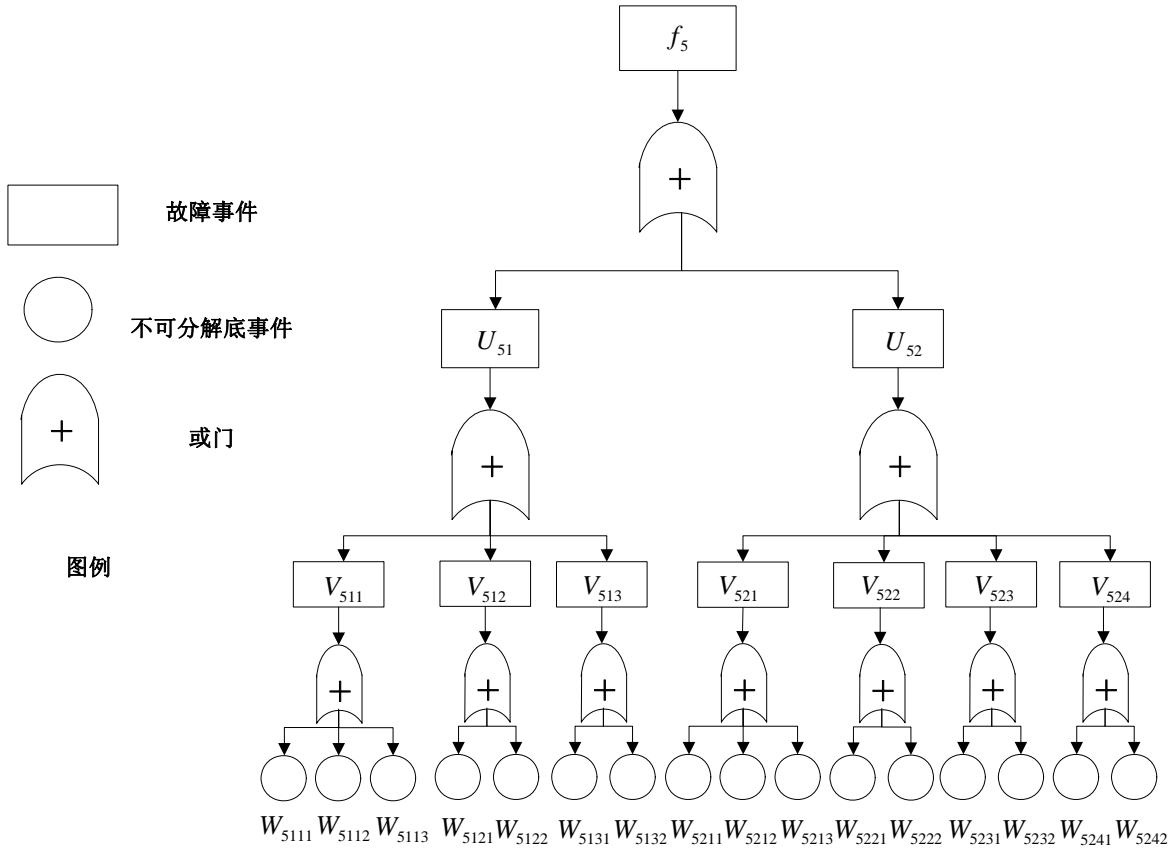 f₅
+
故障事件
不可分解底事件
U₅₁
U₅₂
+
或门
+
+
图例
V₅₁₁
V₅₁₂
V₅₁₃
V₅₂₁
V₅₂₂
V₅₂₃
V₅₂₄
+
+
+
+
+
+
+
W₅₁₁₁
W₅₁₁₂
W₅₁₁₃
W₅₁₂₁
W₅₁₂₂
W₅₁₃₁
W₅₁₃₂
W₅₂₁₁
W₅₂₁₂
W₅₂₁₃
W₅₂₂₁
W₅₂₂₂
W₅₂₃₁
W₅₂₃₂
W₅₂₄₁
W₅₂₄₂